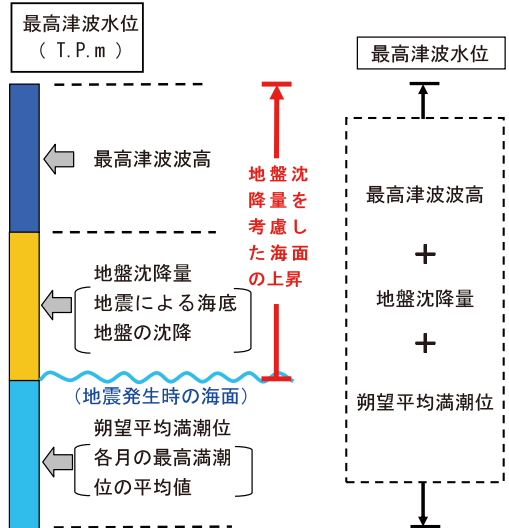 最高津波水位
（T.P.m）
最高津波波高
地盤沈降量
地震による海底
地盤の沈降
(地震発生時の海面)
朔望平均満潮位
各月の最高満潮
位の平均値
地盤沈
降量を
考慮し
た海面
の上昇
最高津波水位
最高津波波高
+
地盤沈降量
+
朔望平均満潮位